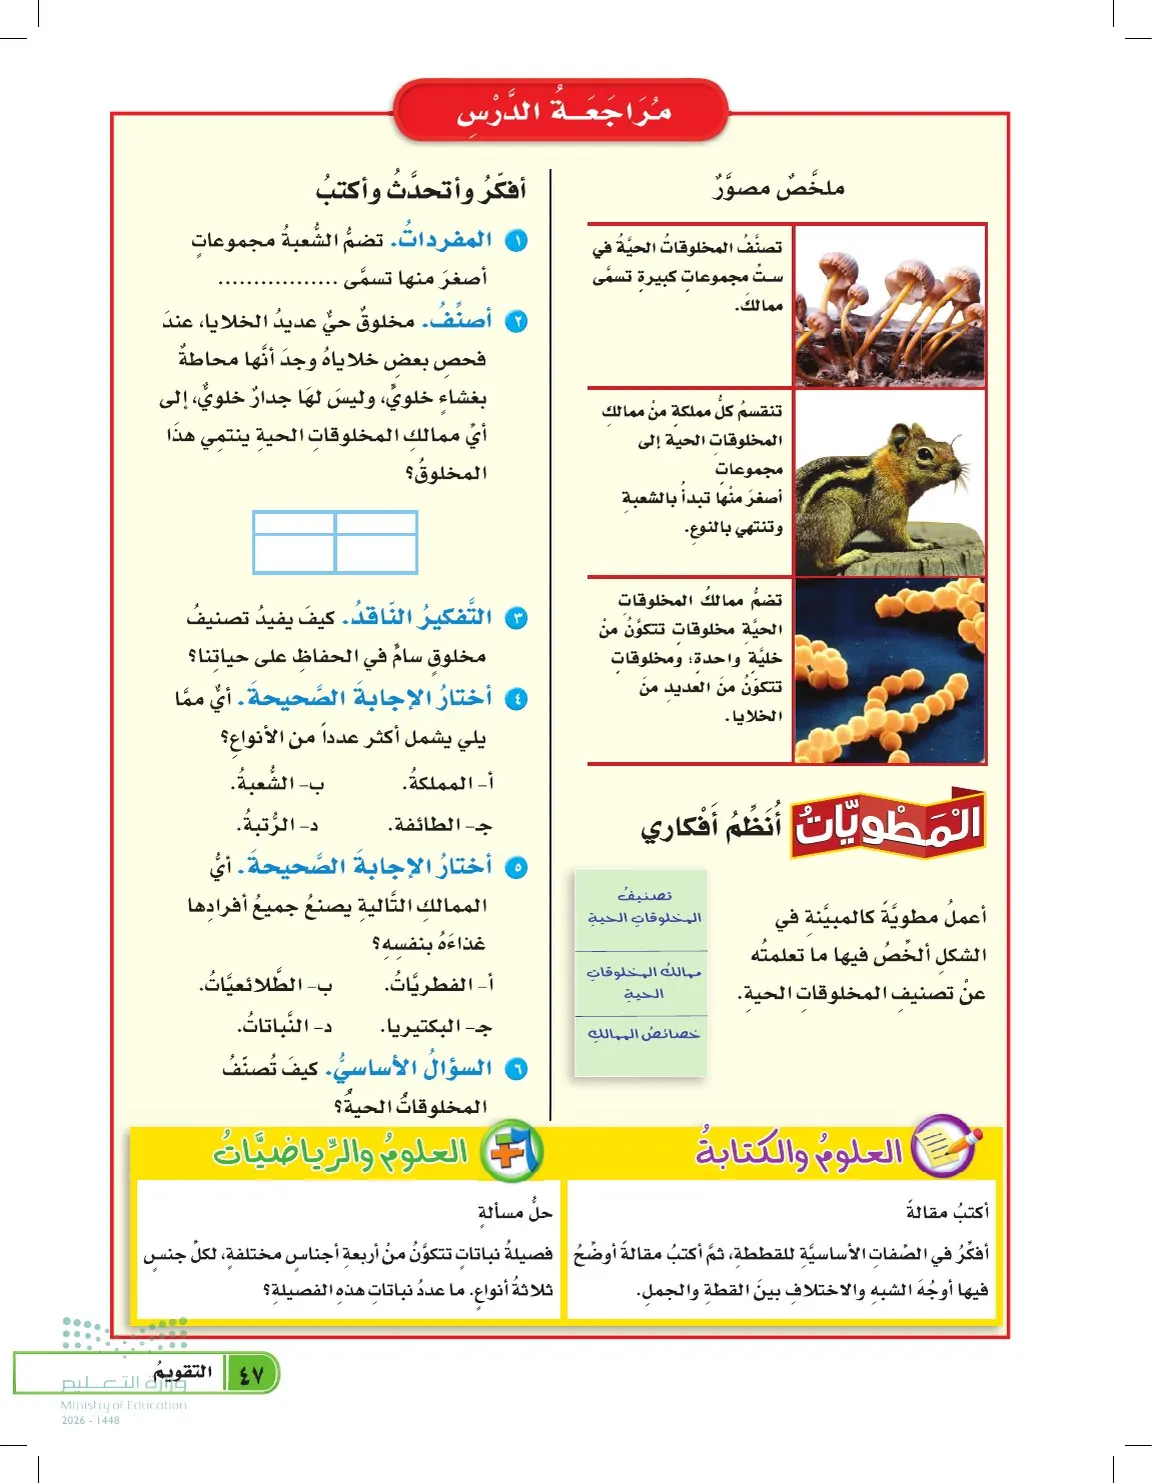 مُرَاجَعَـةُ الدَّرْسِ
ملخَّصٌ مصوَّرٌ
تصنَّفُ المخلوقاتُ الحيَّةُ في
ستِّ مجموعاتٍ كبيرةٍ تسمَّى
ممالكَ.
تنقسمُ كلُّ مملكةٍ منْ ممالكِ
المخلوقاتِ الحيةِ إلى
مجموعاتٍ
أصغرَ منْها تبدأُ بالشعبةِ
وتنتهي بالنوعِ.
تضمُّ ممالكُ المخلوقاتِ
الحيَّةِ مخلوقاتٍ تتكوَّنُ منْ
خليَّةٍ واحدةٍ؛ ومخلوقاتٍ
تتكوّنُ منَ العديدِ منَ
الخلايا.
الْمَطْويّاتُ أُنَظِّمُ أَفْكاري
أعملُ مطويَّةً كالمبيَّنةِ في
الشكلِ ألخِّصُ فيها ما تعلمتُه
عنْ تصنيفِ المخلوقاتِ الحيةِ.
تصنيفُ
المخلوقاتِ الحيةِ
ممالكُ المخلوقاتِ
الحيةِ
خصائصُ الممالكِ
أفكّرُ وأتحدَّثُ وأكتبُ
١ المفرداتُ. تضمُّ الشُّعبةُ مجموعاتٍ
أصغرَ منها تسمَّى .................
٢ أصنِّفُ. مخلوقٌ حيٌّ عديدُ الخلايا، عندَ
فحصِ بعضِ خلاياهُ وجدَ أنَّها محاطةٌ
بغشاءٍ خلويٍّ، وليسَ لهَا جدارٌ خلويٌّ، إلى
أيِّ ممالكِ المخلوقاتِ الحيةِ ينتمِي هذَا
المخلوقُ؟
٣ التَّفكيرُ النّاقدُ. كيفَ يفيدُ تصنيفُ
مخلوقٍ سامٍّ في الحفاظِ على حياتِنا؟
٤ أختارُ الإجابةَ الصَّحيحةَ. أيٌّ ممَّا
يلي يشمل أكثر عدداً من الأنواعِ؟
أ- المملكةُ. ب- الشُّعبةُ.
جـ- الطائفة. د- الرُّتبةُ.
٥ أختارُ الإجابةَ الصَّحيحةَ. أيُّ
الممالكِ التَّاليةِ يصنعُ جميعُ أفرادِها
غذاءَهُ بنفسِهِ؟
أ- الفطريَّاتُ. ب- الطَّلائعيَّاتُ.
جـ- البكتيريا. د- النَّباتاتُ.
٦ السؤالُ الأساسيُّ. كيفَ تُصنّفُ
المخلوقاتُ الحيةُ؟
العلومُ والكتابةُ
أكتبُ مقالةً
أفكِّرُ في الصِّفاتِ الأساسيَّةِ للقططةِ، ثمَّ أكتبُ مقالةً أوضِّحُ
فيها أوجُهَ الشبهِ والاختلافِ بينَ القطةِ والجملِ.
العلومُ والرِّياضيَّاتُ
حلُّ مسألةٍ
فصيلةُ نباتاتٍ تتكوَّنُ منْ أربعةِ أجناسٍ مختلفةٍ، لكلِّ جنسٍ
ثلاثةُ أنواعٍ. ما عددُ نباتاتِ هذهِ الفصيلةِ؟
٤٧ التقويمُ
وزارة التعـليم
Ministry of Education
2026 - 1448